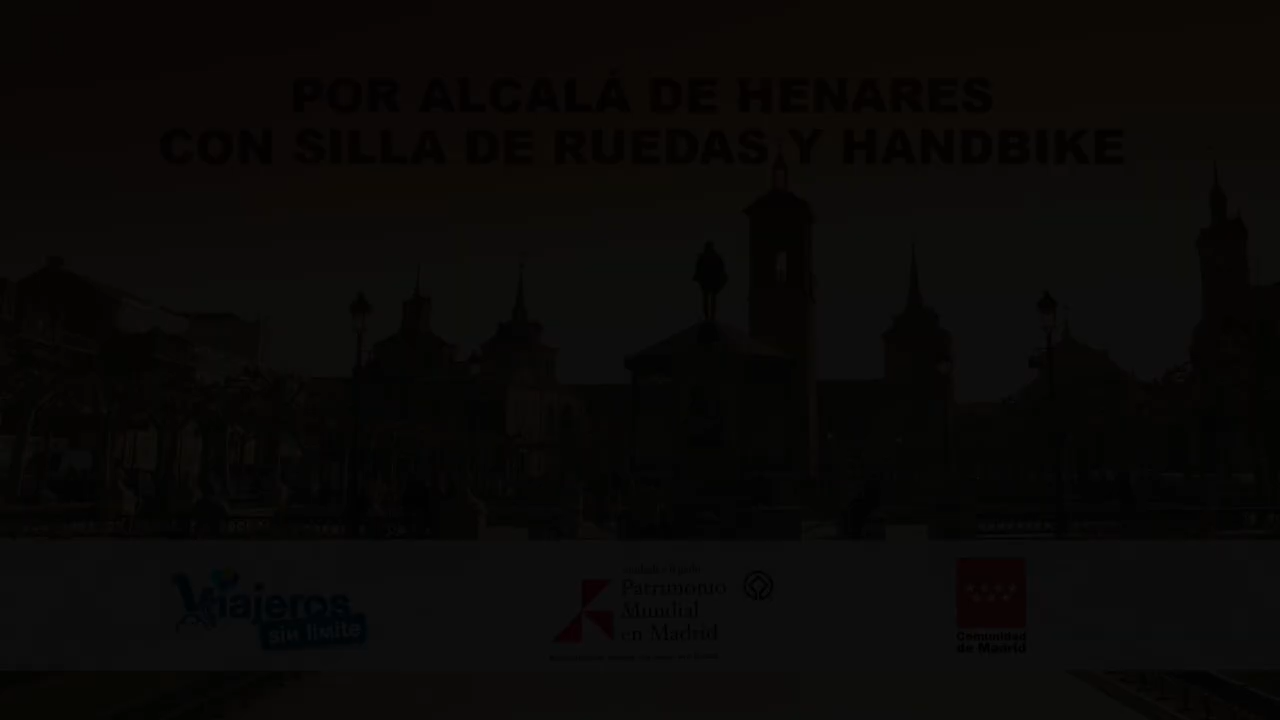 POR ALCALÁ DE HENARES
CON SILLA DE RUEDAS Y HANDBIKE
Viajeros
sin límite
Patrimonio
Mundial
en Madrid
Comunidad
de Madrid